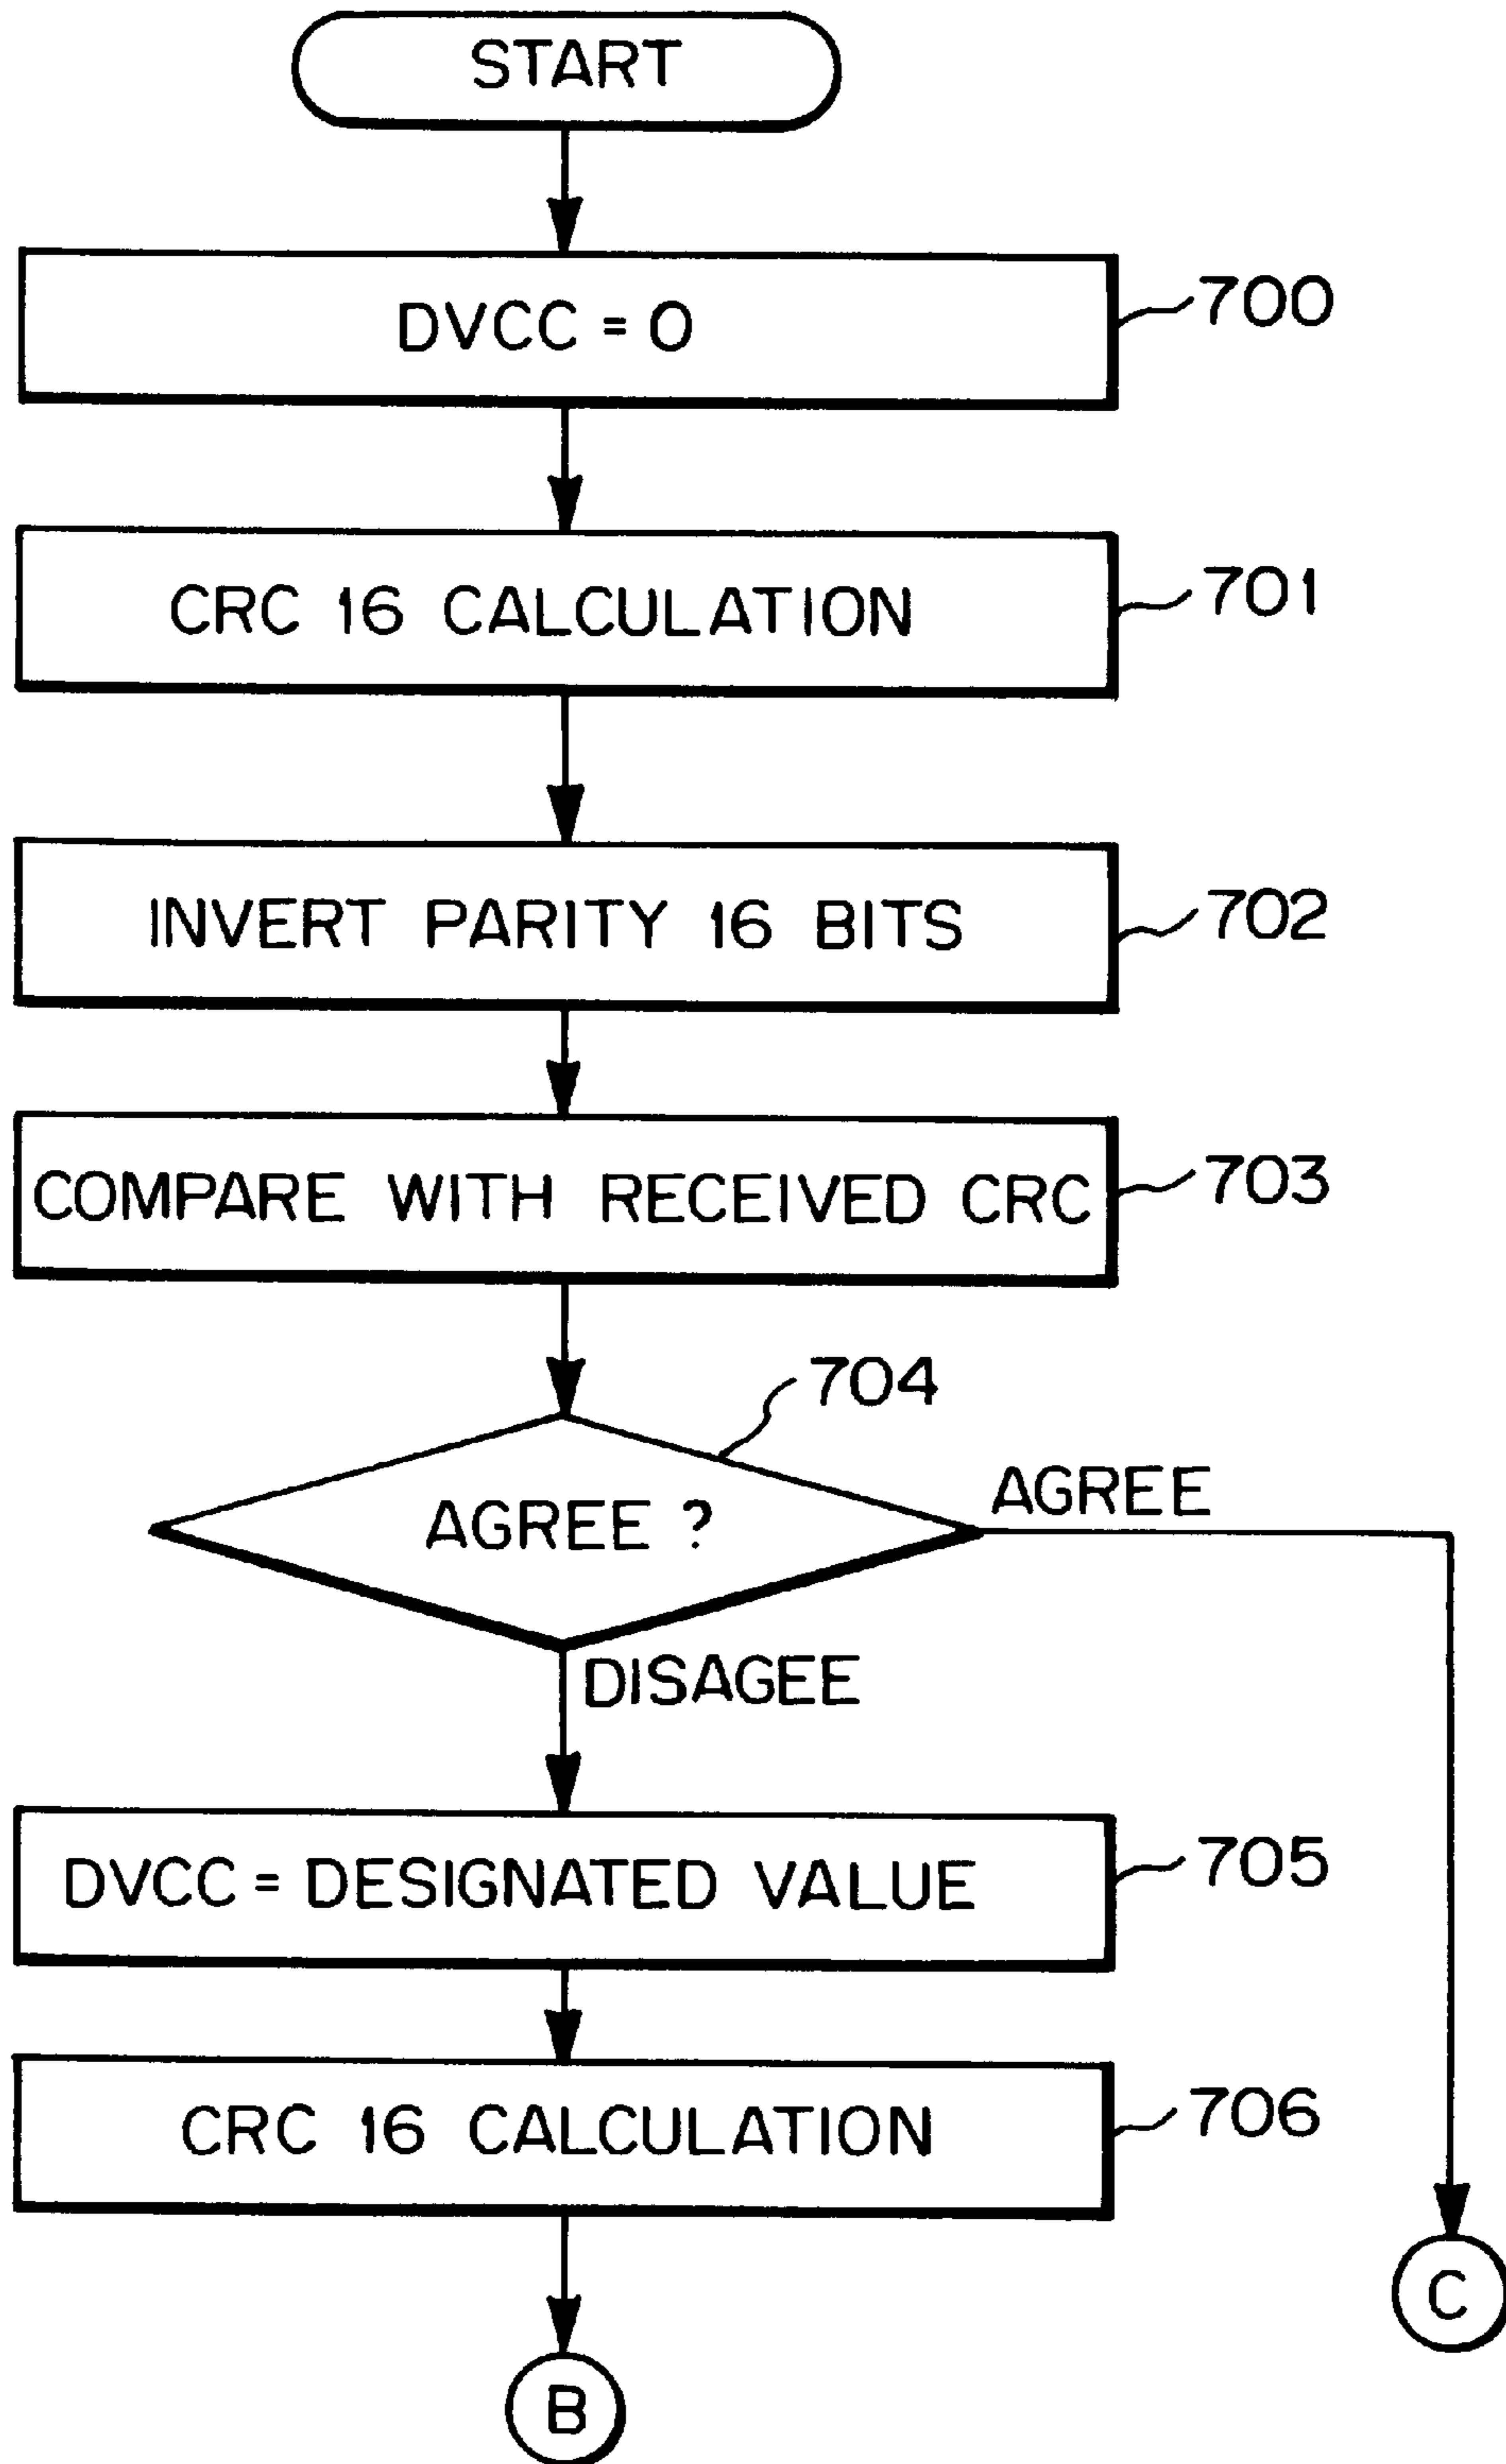 START
DVCC = 0
700
CRC 16 CALCULATION
701
INVERT PARITY 16 BITS
702
COMPARE WITH RECEIVED CRC
703
704
AGREE ?
AGREE
DISAGEE
DVCC = DESIGNATED VALUE
705
CRC 16 CALCULATION
706
C
B